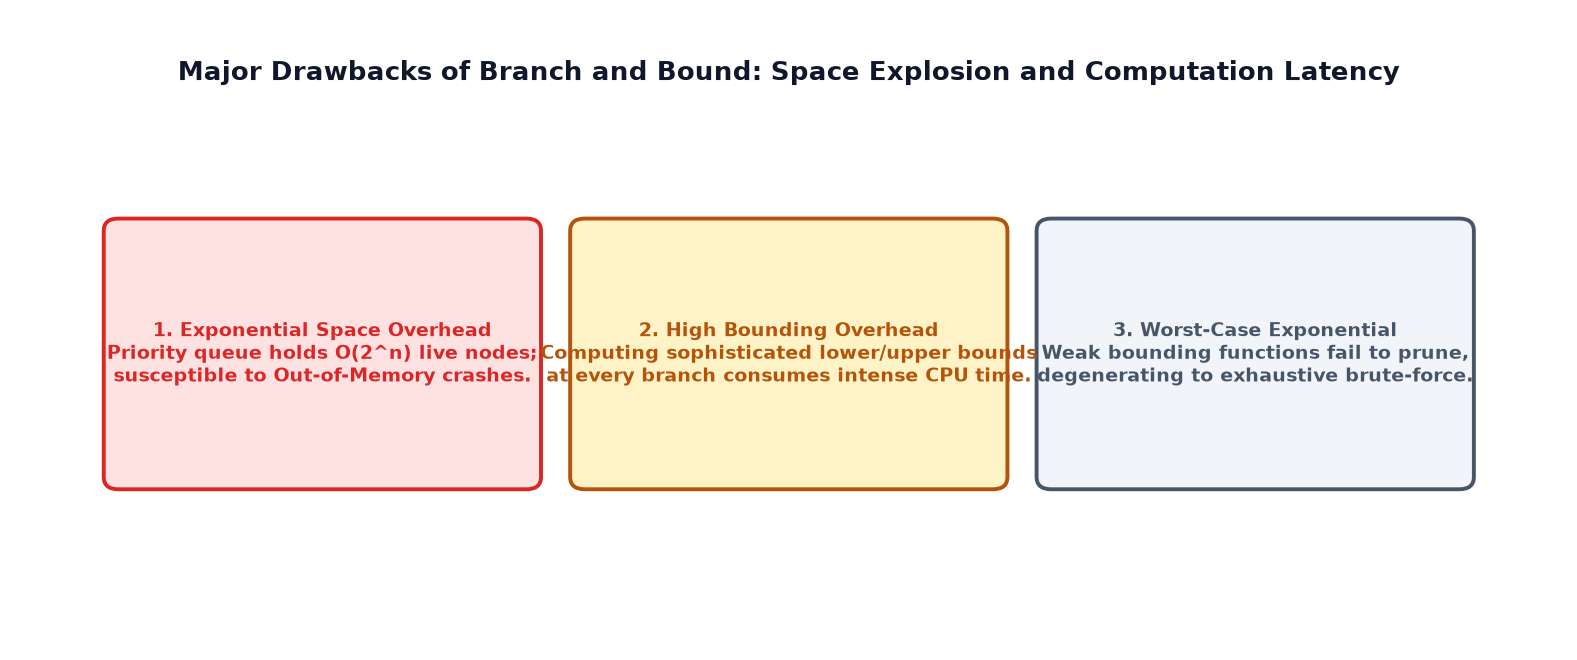 Major Drawbacks of Branch and Bound: Space Explosion and Computation Latency
1. Exponential Space Overhead
Priority queue holds O(2^n) live nodes;
susceptible to Out-of-Memory crashes.
2. High Bounding Overhead
Computing sophisticated lower/upper bounds
at every branch consumes intense CPU time.
3. Worst-Case Exponential
Weak bounding functions fail to prune,
degenerating to exhaustive brute-force.